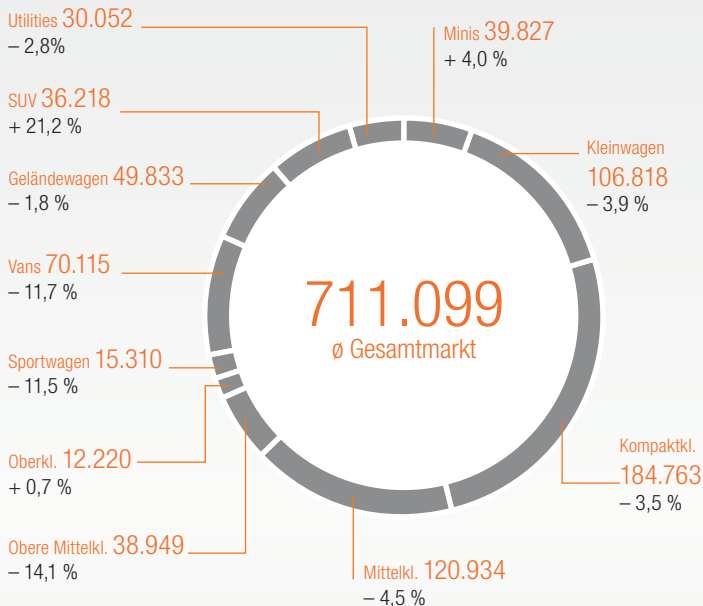 Utilities 30.052
– 2,8%
Minis 39.827
+ 4,0 %
SUV 36.218
+ 21,2 %
Kleinwagen
106.818
– 3,9 %
Geländewagen 49.833
– 1,8 %
Vans 70.115
– 11,7 %
711.099
ø Gesamtmarkt
Sportwagen 15.310
– 11,5 %
Oberkl. 12.220
+ 0,7 %
Kompaktkl.
184.763
– 3,5 %
Obere Mittelkl. 38.949
– 14,1 %
Mittelkl. 120.934
– 4,5 %